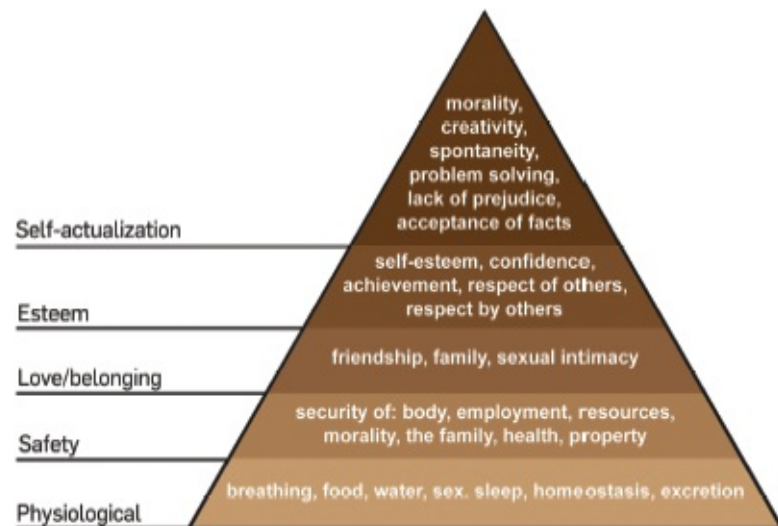 morality,
creativity,
spontaneity,
problem solving,
lack of prejudice,
acceptance of facts
Self-actualization
self-esteem, confidence,
achievement, respect of others,
respect by others
Esteem
friendship, family, sexual intimacy
Love/belonging
security of: body, employment, resources,
morality, the family, health, property
Safety
breathing, food, water, sex. sleep, homeostasis, excretion
Physiological